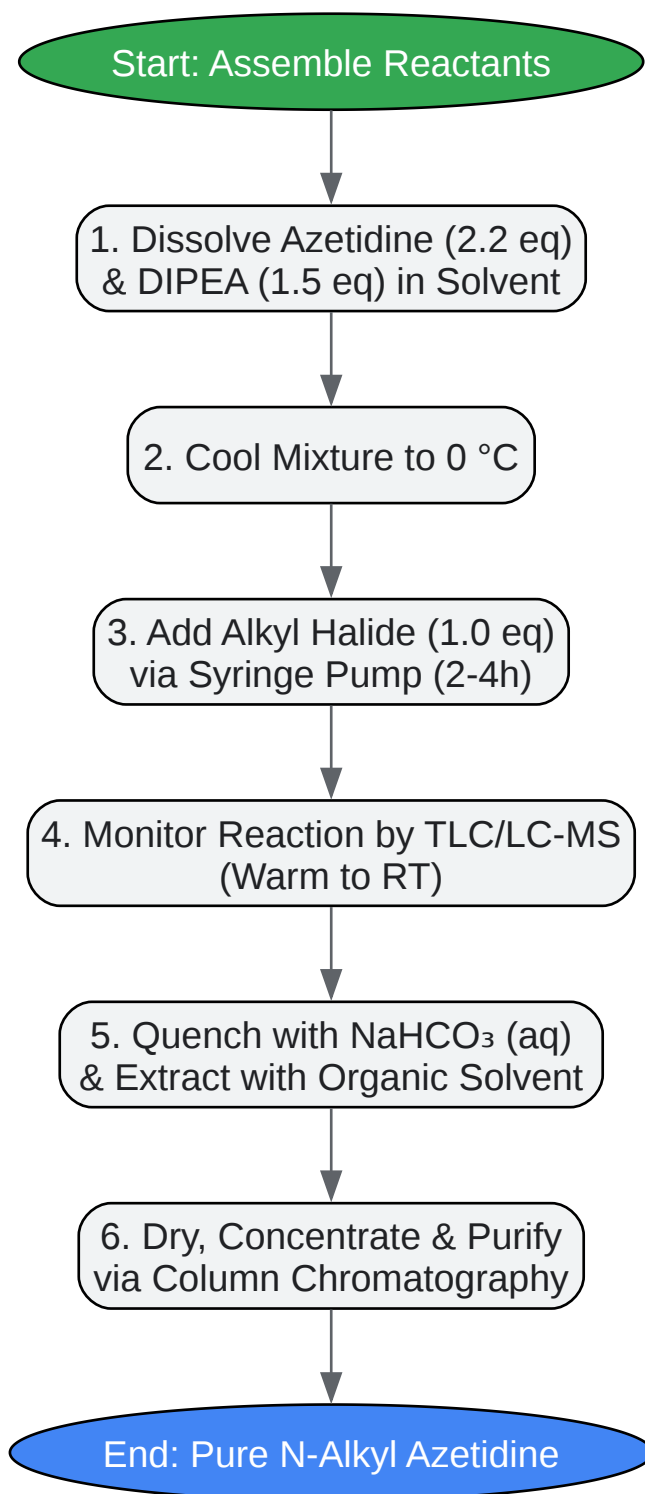 Start: Assemble Reactants
1. Dissolve Azetidine (2.2 eq)
& DIPEA (1.5 eq) in Solvent
2. Cool Mixture to 0 °C
3. Add Alkyl Halide (1.0 eq)
via Syringe Pump (2-4h)
4. Monitor Reaction by TLC/LC-MS
(Warm to RT)
5. Quench with NaHCO₃ (aq)
& Extract with Organic Solvent
6. Dry, Concentrate & Purify
via Column Chromatography
End: Pure N-Alkyl Azetidine